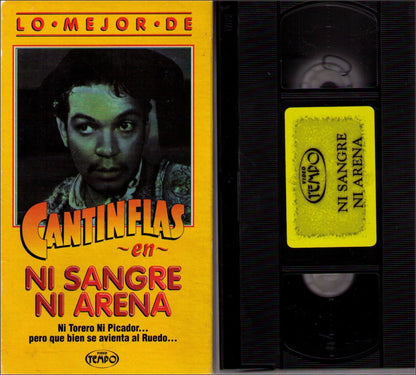 LO•MEJOR•DE
CANTINFLAS
~en~
NI SANGRE
NI ARENA
Ni Torero Ni Picador...
pero que bien se avienta al Ruedo...
VIDEO
TEMPO
VIDEO
TEMPO
NI SANGRE
NI ARENA